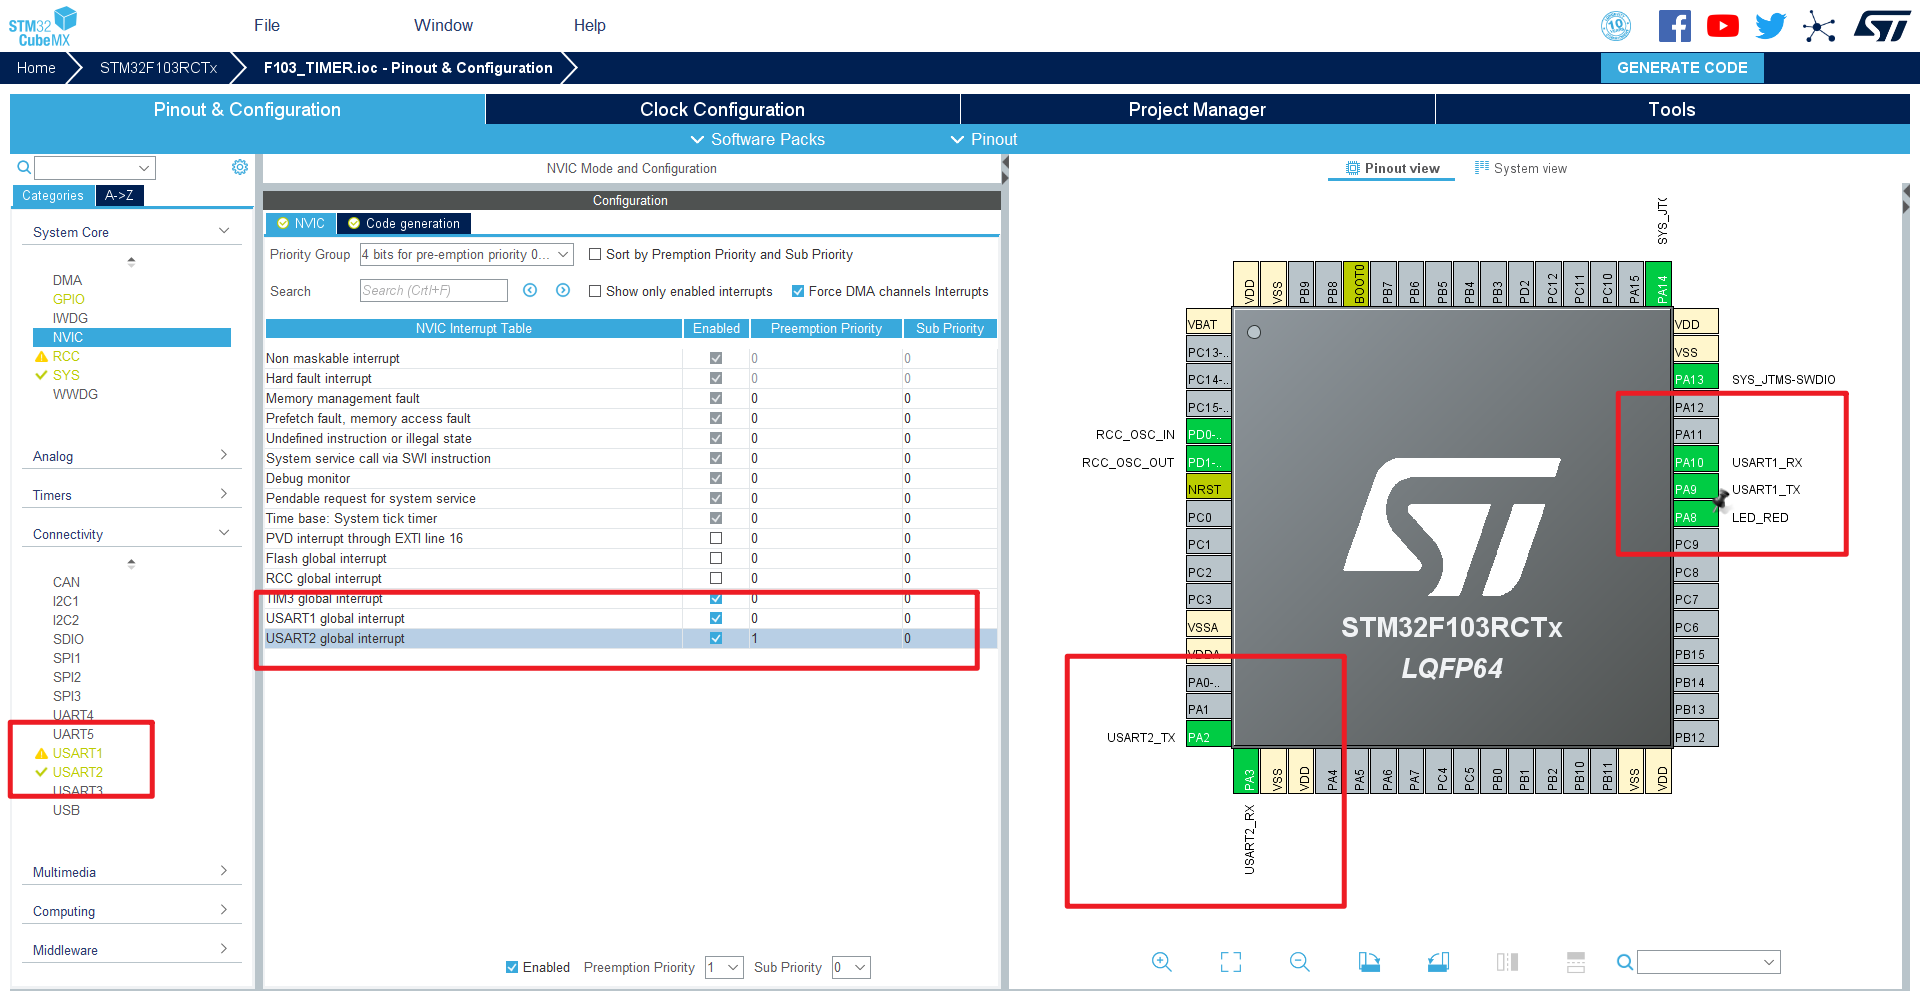 STM32
CubeMX
File
Window
Help
10
Home
STM32F103RCTx
F103_TIMER.ioc - Pinout & Configuration
GENERATE CODE
Pinout & Configuration
Clock Configuration
Project Manager
Tools
Software Packs
Pinout
Categories
A->Z
System Core
DMA
GPIO
IWDG
NVIC
RCC
SYS
WWDG
Analog
Timers
Connectivity
CAN
I2C1
I2C2
SDIO
SPI1
SPI2
SPI3
UART4
UART5
USART1
USART2
USART3
USB
Multimedia
Computing
Middleware
NVIC Mode and Configuration
Configuration
NVIC
Code generation
Priority Group
4 bits for pre-emption priority 0...
Sort by Premption Priority and Sub Priority
Search
Search (Crtl+F)
Show only enabled interrupts
Force DMA channels Interrupts
NVIC Interrupt Table Enabled Preemption Priority Sub Priority
Non maskable interrupt 0 0
Hard fault interrupt 0 0
Memory management fault 0 0
Prefetch fault, memory access fault 0 0
Undefined instruction or illegal state 0 0
System service call via SWI instruction 0 0
Debug monitor 0 0
Pendable request for system service 0 0
Time base: System tick timer 0 0
PVD interrupt through EXTI line 16 0 0
Flash global interrupt 0 0
RCC global interrupt 0 0
TIM3 global interrupt 0 0
USART1 global interrupt 0 0
USART2 global interrupt 1 0
Enabled Preemption Priority 1 Sub Priority 0
Pinout view
System view
SYS_JTC
VDD
VSS
PB9
PB8
BOOT0
PB7
PB6
PB5
PB4
PB3
PD2
PC12
PC11
PC10
PA15
PA14
VBAT
PC13-..
PC14-..
PC15-..
RCC_OSC_IN PD0-..
RCC_OSC_OUT PD1-..
NRST
PC0
PC1
PC2
PC3
VSSA
VDDA
PA0-..
PA1
USART2_TX PA2
VDD
VSS
PA13 SYS_JTMS-SWDIO
PA12
PA11
PA10 USART1_RX
PA9 USART1_TX
PA8 LED_RED
PC9
PC8
PC7
PC6
PB15
PB14
PB13
PB12
ST
STM32F103RCTx
LQFP64
PA3
VSS
VDD
PA4
PA5
PA6
PA7
PC4
PC5
PB0
PB1
PB2
PB10
PB11
VSS
VDD
USART2_RX